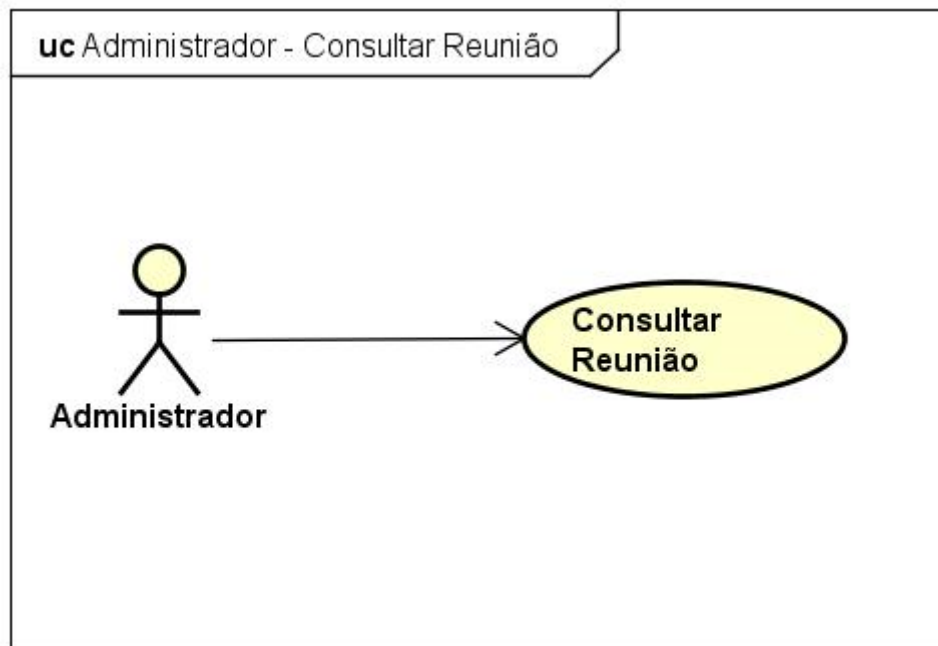 uc Administrador - Consultar Reunião
Consultar
Reunião
Administrador